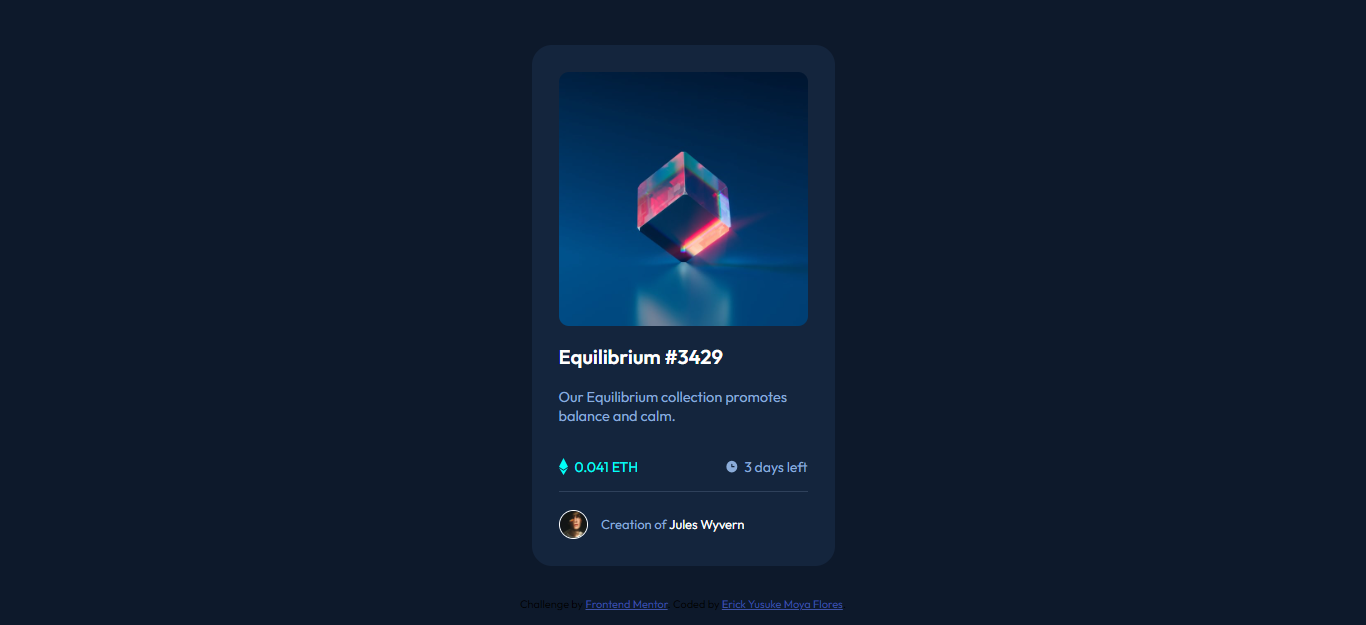 Equilibrium #3429
Our Equilibrium collection promotes
balance and calm.
0.041 ETH
3 days left
Creation of Jules Wyvern
Challenge by Frontend Mentor. Coded by Erick Yusuke Moya Flores